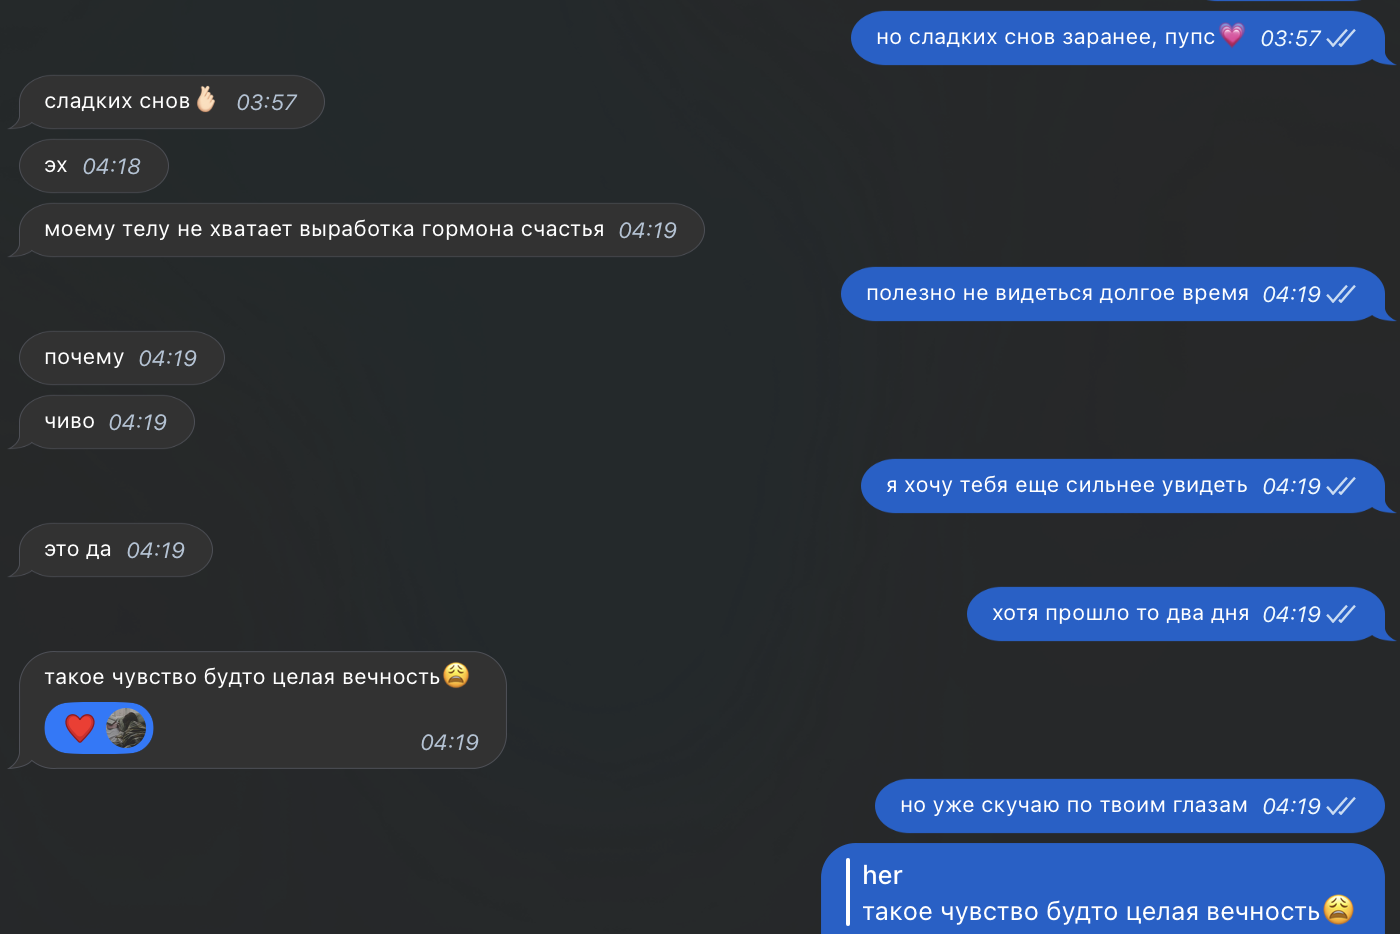 но сладких снов заранее, пупс💗 03:57
сладких снов🫰🏻 03:57
эх 04:18
моему телу не хватает выработка гормона счастья 04:19
полезно не видеться долгое время 04:19
почему 04:19
чиво 04:19
я хочу тебя еще сильнее увидеть 04:19
это да 04:19
хотя прошло то два дня 04:19
такое чувство будто целая вечность😩
❤️ 04:19
но уже скучаю по твоим глазам 04:19
her
такое чувство будто целая вечность😩